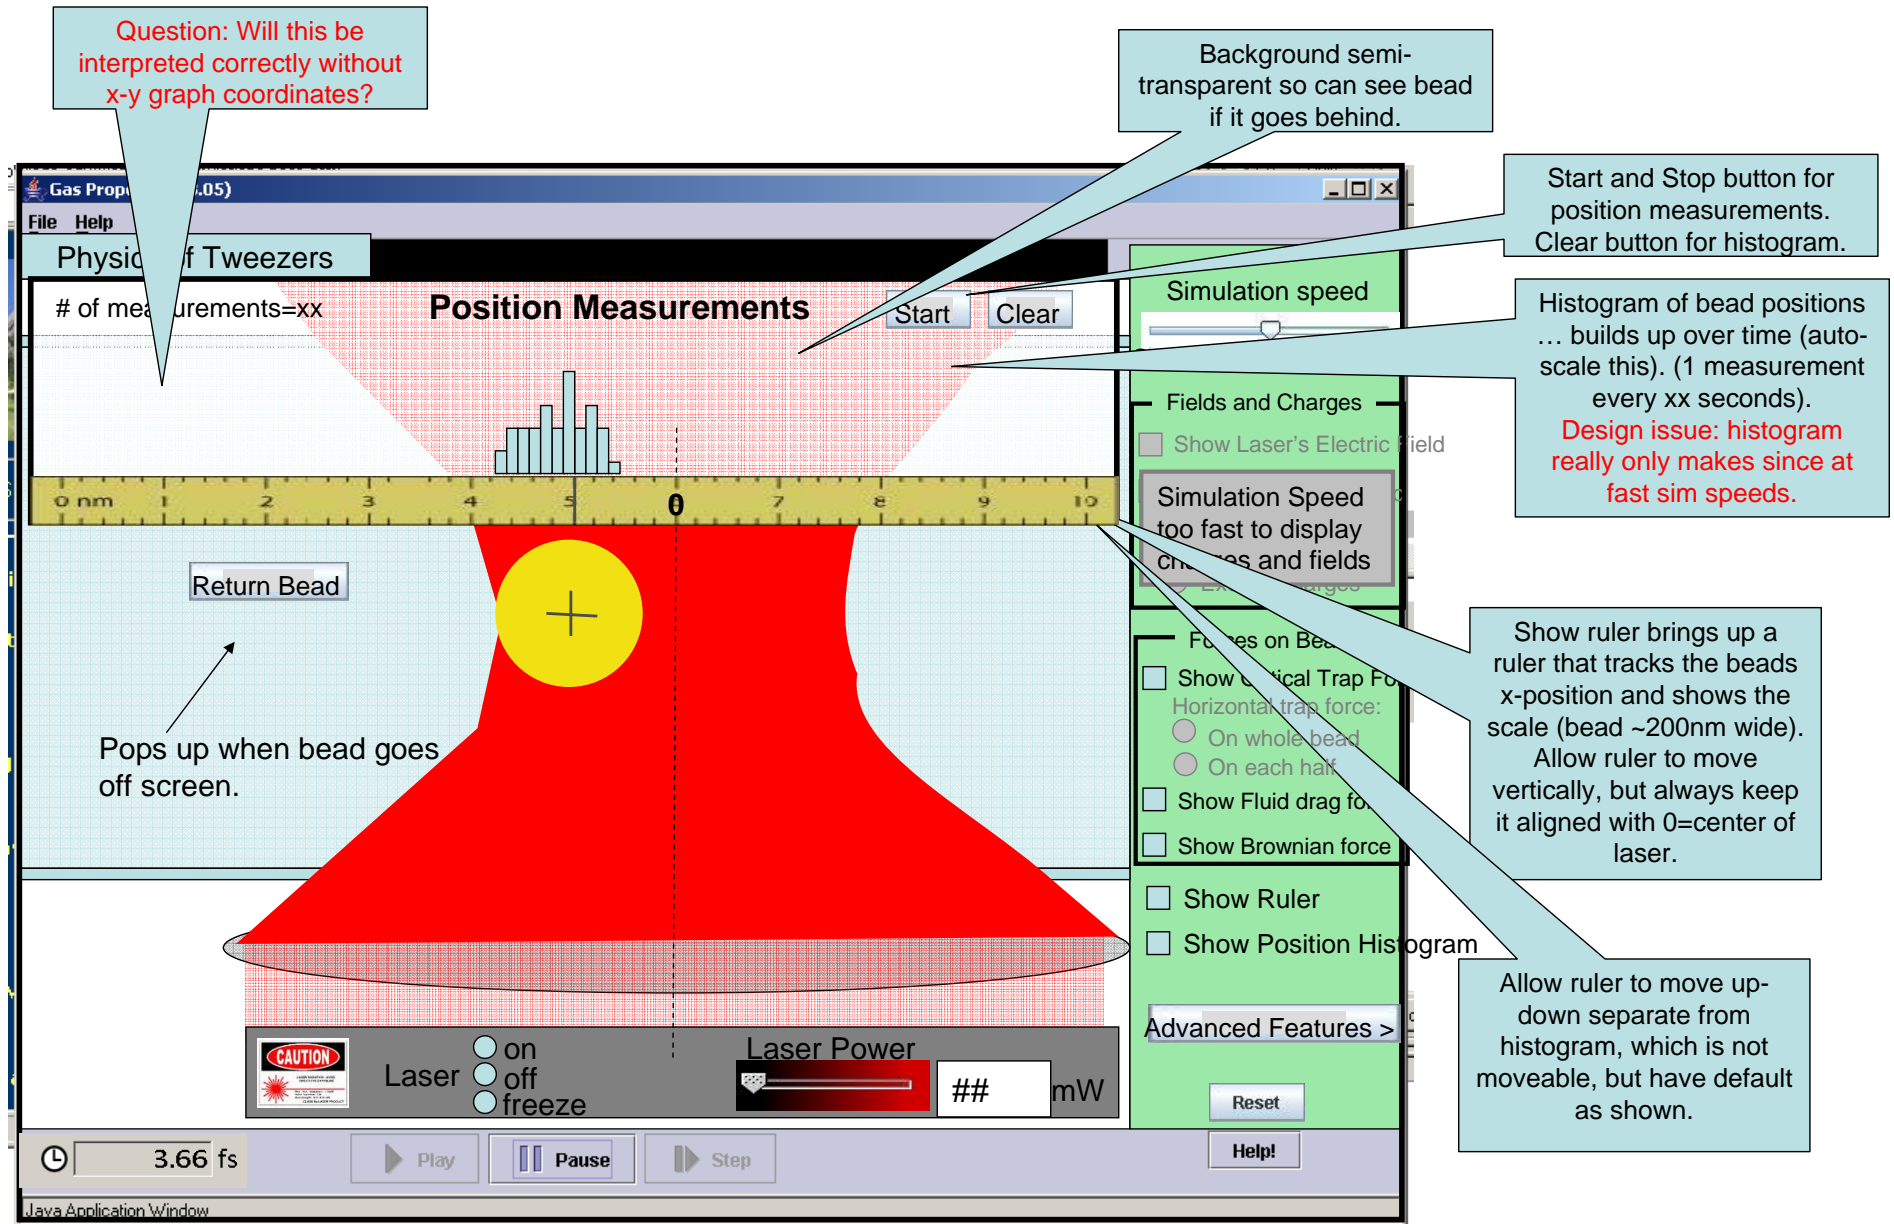 Question: Will this be
interpreted correctly without
x-y graph coordinates?
Background semi-
transparent so can see bead
if it goes behind.
Start and Stop button for
position measurements.
Clear button for histogram.
Histogram of bead positions
… builds up over time (auto-
scale this). (1 measurement
every xx seconds).
Design issue: histogram
really only makes since at
fast sim speeds.
Show ruler brings up a
ruler that tracks the beads
x-position and shows the
scale (bead ~200nm wide).
Allow ruler to move
vertically, but always keep
it aligned with 0=center of
laser.
Allow ruler to move up-
down separate from
histogram, which is not
moveable, but have default
as shown.
Gas Prop .05)
File Help
Physic f Tweezers
# of measurements=xx
Position Measurements
Start Clear
0 nm 1 2 3 4 5 0 7 8 9 10
Return Bead
Pops up when bead goes
off screen.
Simulation speed
Fields and Charges
Show Laser's Electric Field
Simulation Speed
too fast to display
charges and fields
Forces on Bead
Show Optical Trap Fo
Horizontal trap force:
On whole bead
On each half
Show Fluid drag fo
Show Brownian force
Show Ruler
Show Position Histogram
Advanced Features >
Reset
Help!
CAUTION
Laser
on
off
freeze
Laser Power
## mW
3.66 fs
Play
Pause
Step
Java Application Window